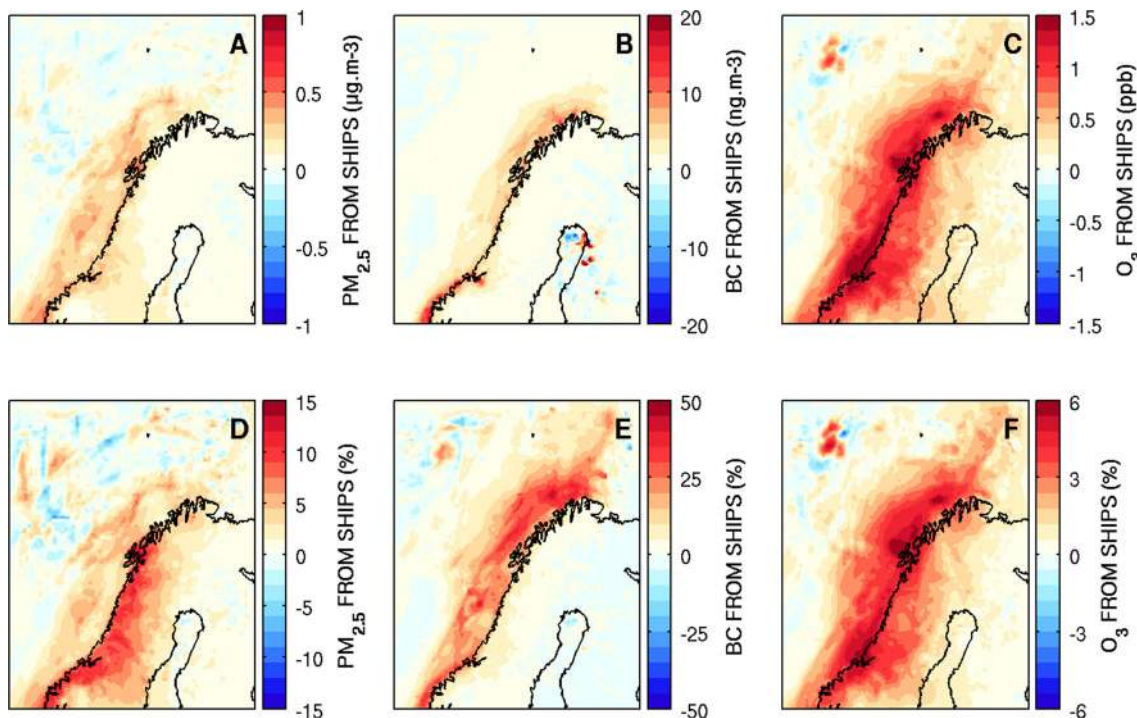 A
1
0.5
0
-0.5
-1
PM2.5 FROM SHIPS (µg.m-3)
B
20
10
0
-10
-20
BC FROM SHIPS (ng.m-3)
C
1.5
1
0.5
0
-0.5
-1
-1.5
O3 FROM SHIPS (ppb)
D
15
10
5
0
-5
-10
-15
PM2.5 FROM SHIPS (%)
E
50
25
0
-25
-50
BC FROM SHIPS (%)
F
6
3
0
-3
-6
O3 FROM SHIPS (%)